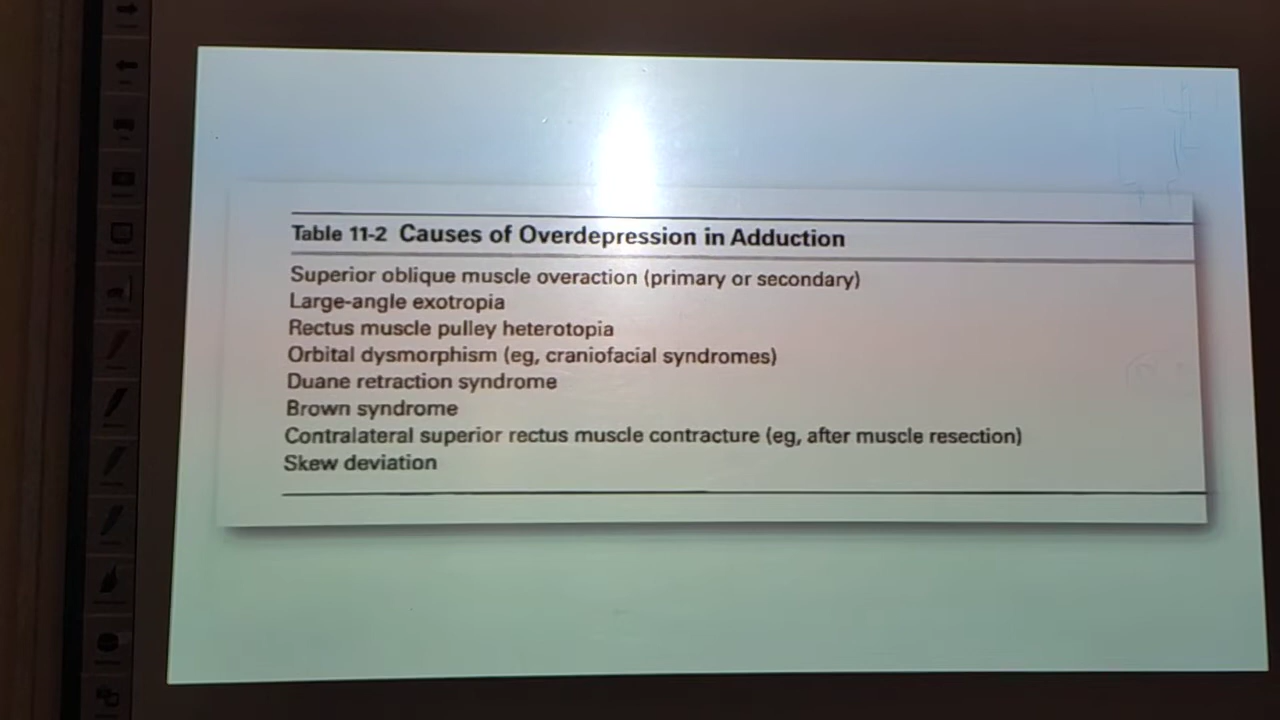 Table 11-2 Causes of Overdepression in Adduction
Superior oblique muscle overaction (primary or secondary)
Large-angle exotropia
Rectus muscle pulley heterotopia
Orbital dysmorphism (eg, craniofacial syndromes)
Duane retraction syndrome
Brown syndrome
Contralateral superior rectus muscle contracture (eg, after muscle resection)
Skew deviation